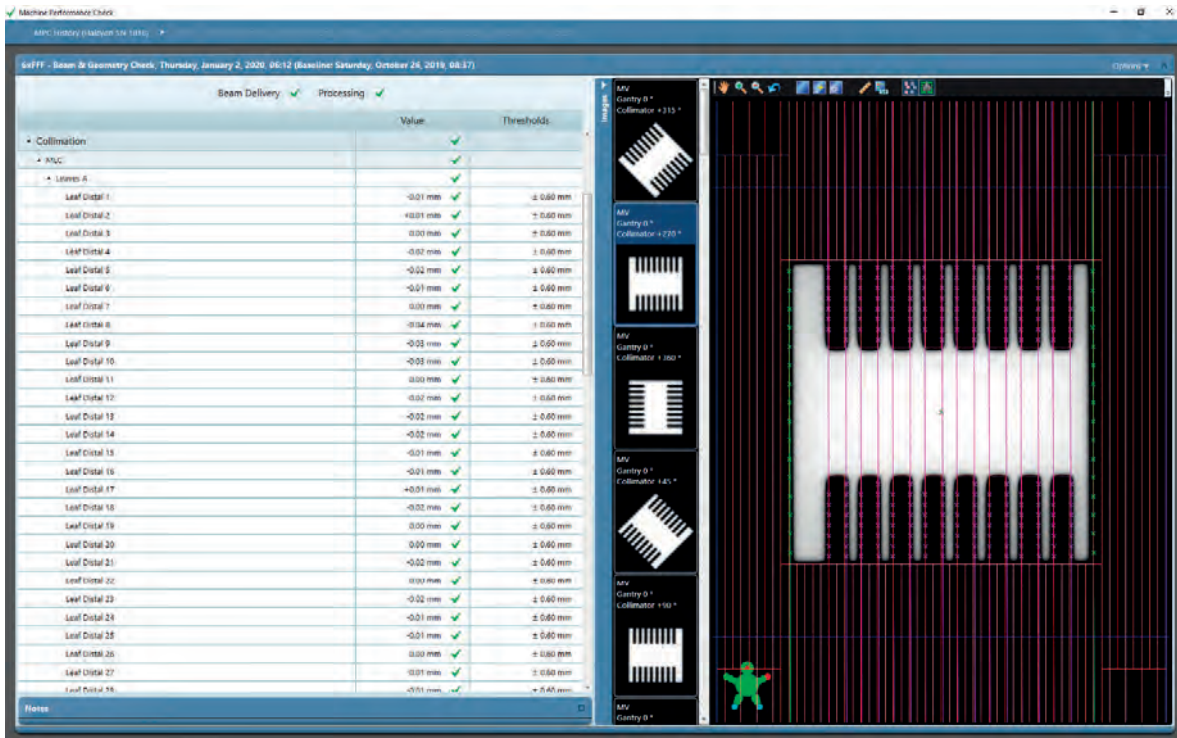 Machine Performance Check
MPC History (Halcyon SN 1016)
6xFFF - Beam & Geometry Check, Thursday, January 2, 2020, 06:12 (Baseline: Saturday, October 26, 2019, 08:37)
Options
Beam Delivery
Processing
Value
Thresholds
Collimation
MLC
Leaves A
Leaf Distal 1 -0.01 mm ± 0.60 mm
Leaf Distal 2 +0.01 mm ± 0.60 mm
Leaf Distal 3 0.00 mm ± 0.60 mm
Leaf Distal 4 -0.02 mm ± 0.60 mm
Leaf Distal 5 -0.02 mm ± 0.60 mm
Leaf Distal 6 -0.01 mm ± 0.60 mm
Leaf Distal 7 0.00 mm ± 0.60 mm
Leaf Distal 8 -0.04 mm ± 0.60 mm
Leaf Distal 9 -0.03 mm ± 0.60 mm
Leaf Distal 10 -0.03 mm ± 0.60 mm
Leaf Distal 11 0.00 mm ± 0.60 mm
Leaf Distal 12 -0.02 mm ± 0.60 mm
Leaf Distal 13 -0.02 mm ± 0.60 mm
Leaf Distal 14 -0.02 mm ± 0.60 mm
Leaf Distal 15 -0.01 mm ± 0.60 mm
Leaf Distal 16 -0.01 mm ± 0.60 mm
Leaf Distal 17 +0.01 mm ± 0.60 mm
Leaf Distal 18 -0.02 mm ± 0.60 mm
Leaf Distal 19 0.00 mm ± 0.60 mm
Leaf Distal 20 0.00 mm ± 0.60 mm
Leaf Distal 21 -0.02 mm ± 0.60 mm
Leaf Distal 22 0.00 mm ± 0.60 mm
Leaf Distal 23 -0.02 mm ± 0.60 mm
Leaf Distal 24 -0.01 mm ± 0.60 mm
Leaf Distal 25 -0.01 mm ± 0.60 mm
Leaf Distal 26 0.00 mm ± 0.60 mm
Leaf Distal 27 0.01 mm ± 0.60 mm
Leaf Distal 28 mm ± 0.60 mm
Notes
Images
MV
Gantry 0 °
Collimator +315 °
MV
Gantry 0 °
Collimator +270 °
MV
Gantry 0 °
Collimator +360 °
MV
Gantry 0 °
Collimator +45 °
MV
Gantry 0 °
Collimator +90 °
MV
Gantry 0 °